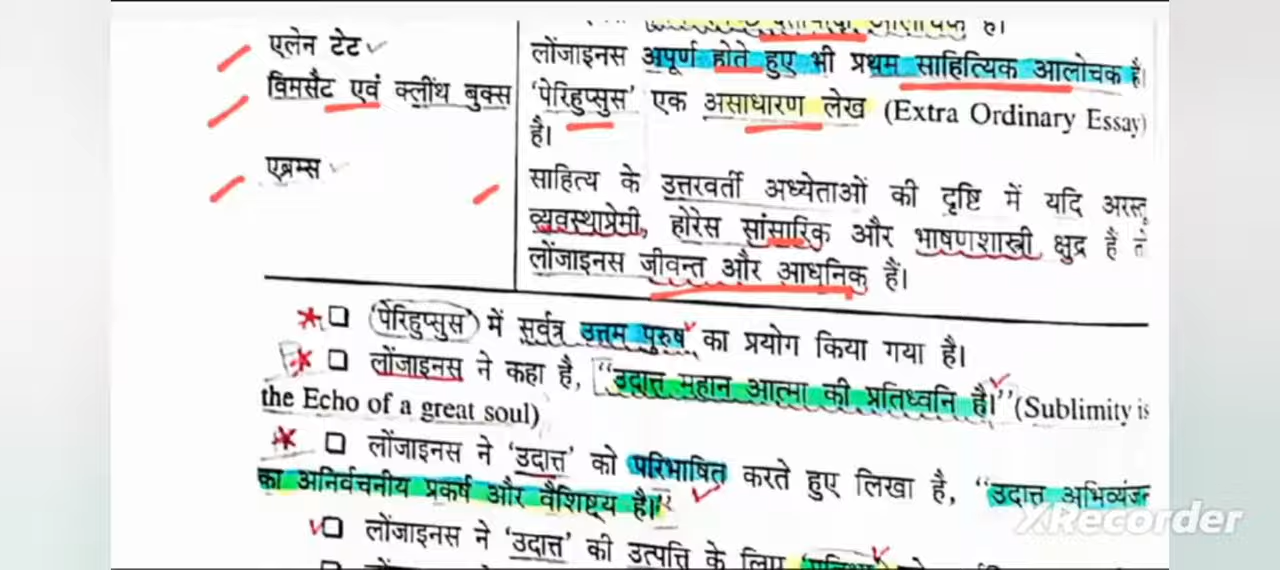 आलोचक है।
एलेन टेट
लोंजाइनस अपूर्ण होते हुए भी प्रथम साहित्यिक आलोचक है।
विमसैट एवं क्लींथ बुक्स
'पेरिहुप्सुस' एक असाधारण लेख (Extra Ordinary Essay)
है।
एब्रम्स
साहित्य के उत्तरवर्ती अध्येताओं की दृष्टि में यदि अरस्तू
व्यवस्थाप्रेमी, होरेस सांसारिक और भाषणशास्त्री क्षुद्र हैं
लोंजाइनस जीवन्त और आधुनिक हैं।
'पेरिहुप्सुस' में सर्वत्र उत्तम पुरुष का प्रयोग किया गया है।
लोंजाइनस ने कहा है, "उदात्त महान आत्मा की प्रतिध्वनि है।" (Sublimity is
the Echo of a great soul)
लोंजाइनस ने 'उदात्त' को परिभाषित करते हुए लिखा है, "उदात्त
का अनिर्वचनीय प्रकर्ष और वैशिष्ट्य है।"
XRecorder
लोंजाइनस ने 'उदात्त' की उत्पत्ति के लिए